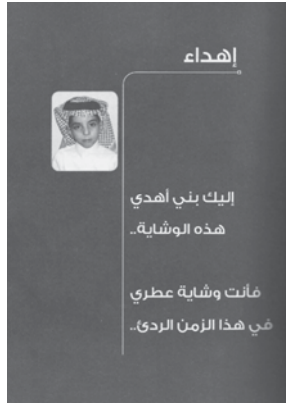 إهداء
إليك بني أهدي
هذه الوشاية..
فأنت وشاية عطري
في هذا الزمن الردئ..